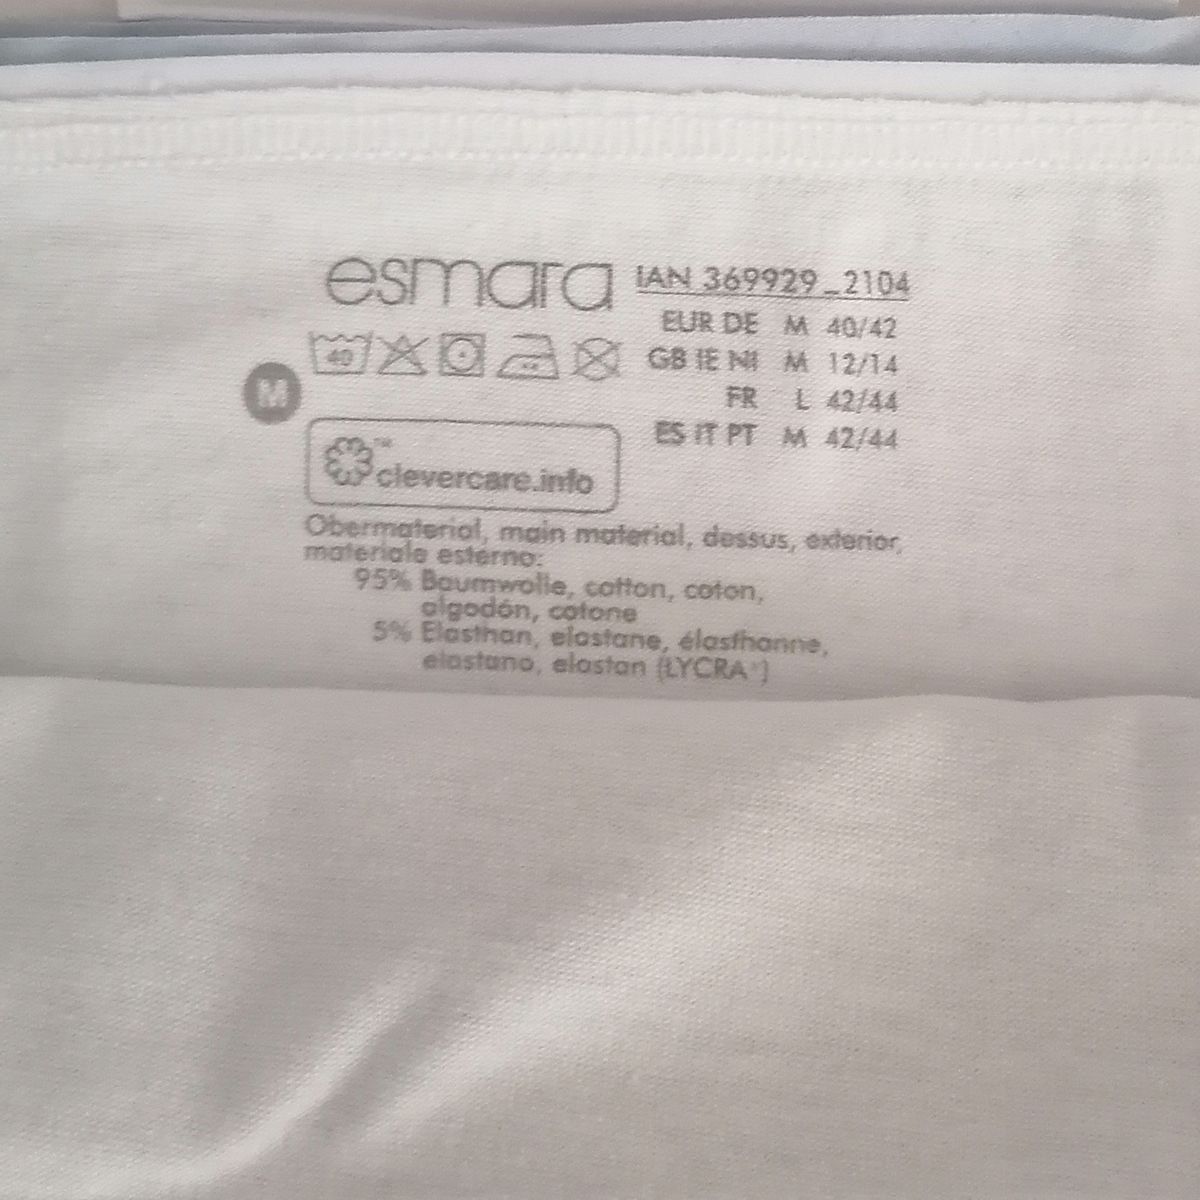 esmara
IAN 369929_2104
EUR DE M 40/42
GB IE NI M 12/14
FR L 42/44
ES IT PT M 42/44
40
M
™
clevercare.info
Obermaterial, main material, dessus, exterior,
materiale esterno:
95% Baumwolle, cotton, coton,
algodón, cotone
5% Elasthan, elastane, élasthanne,
elastano, elastan (LYCRA®)